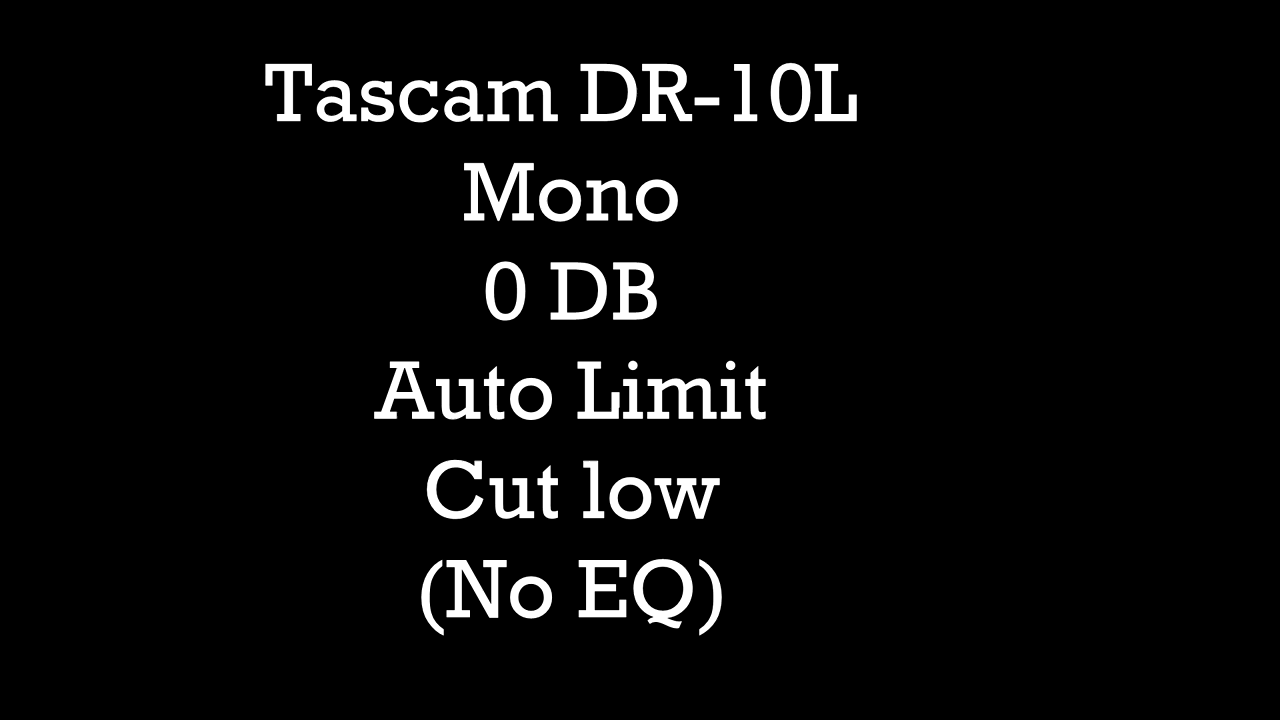 Tascam DR-10L
Mono
0 DB
Auto Limit
Cut low
(No EQ)